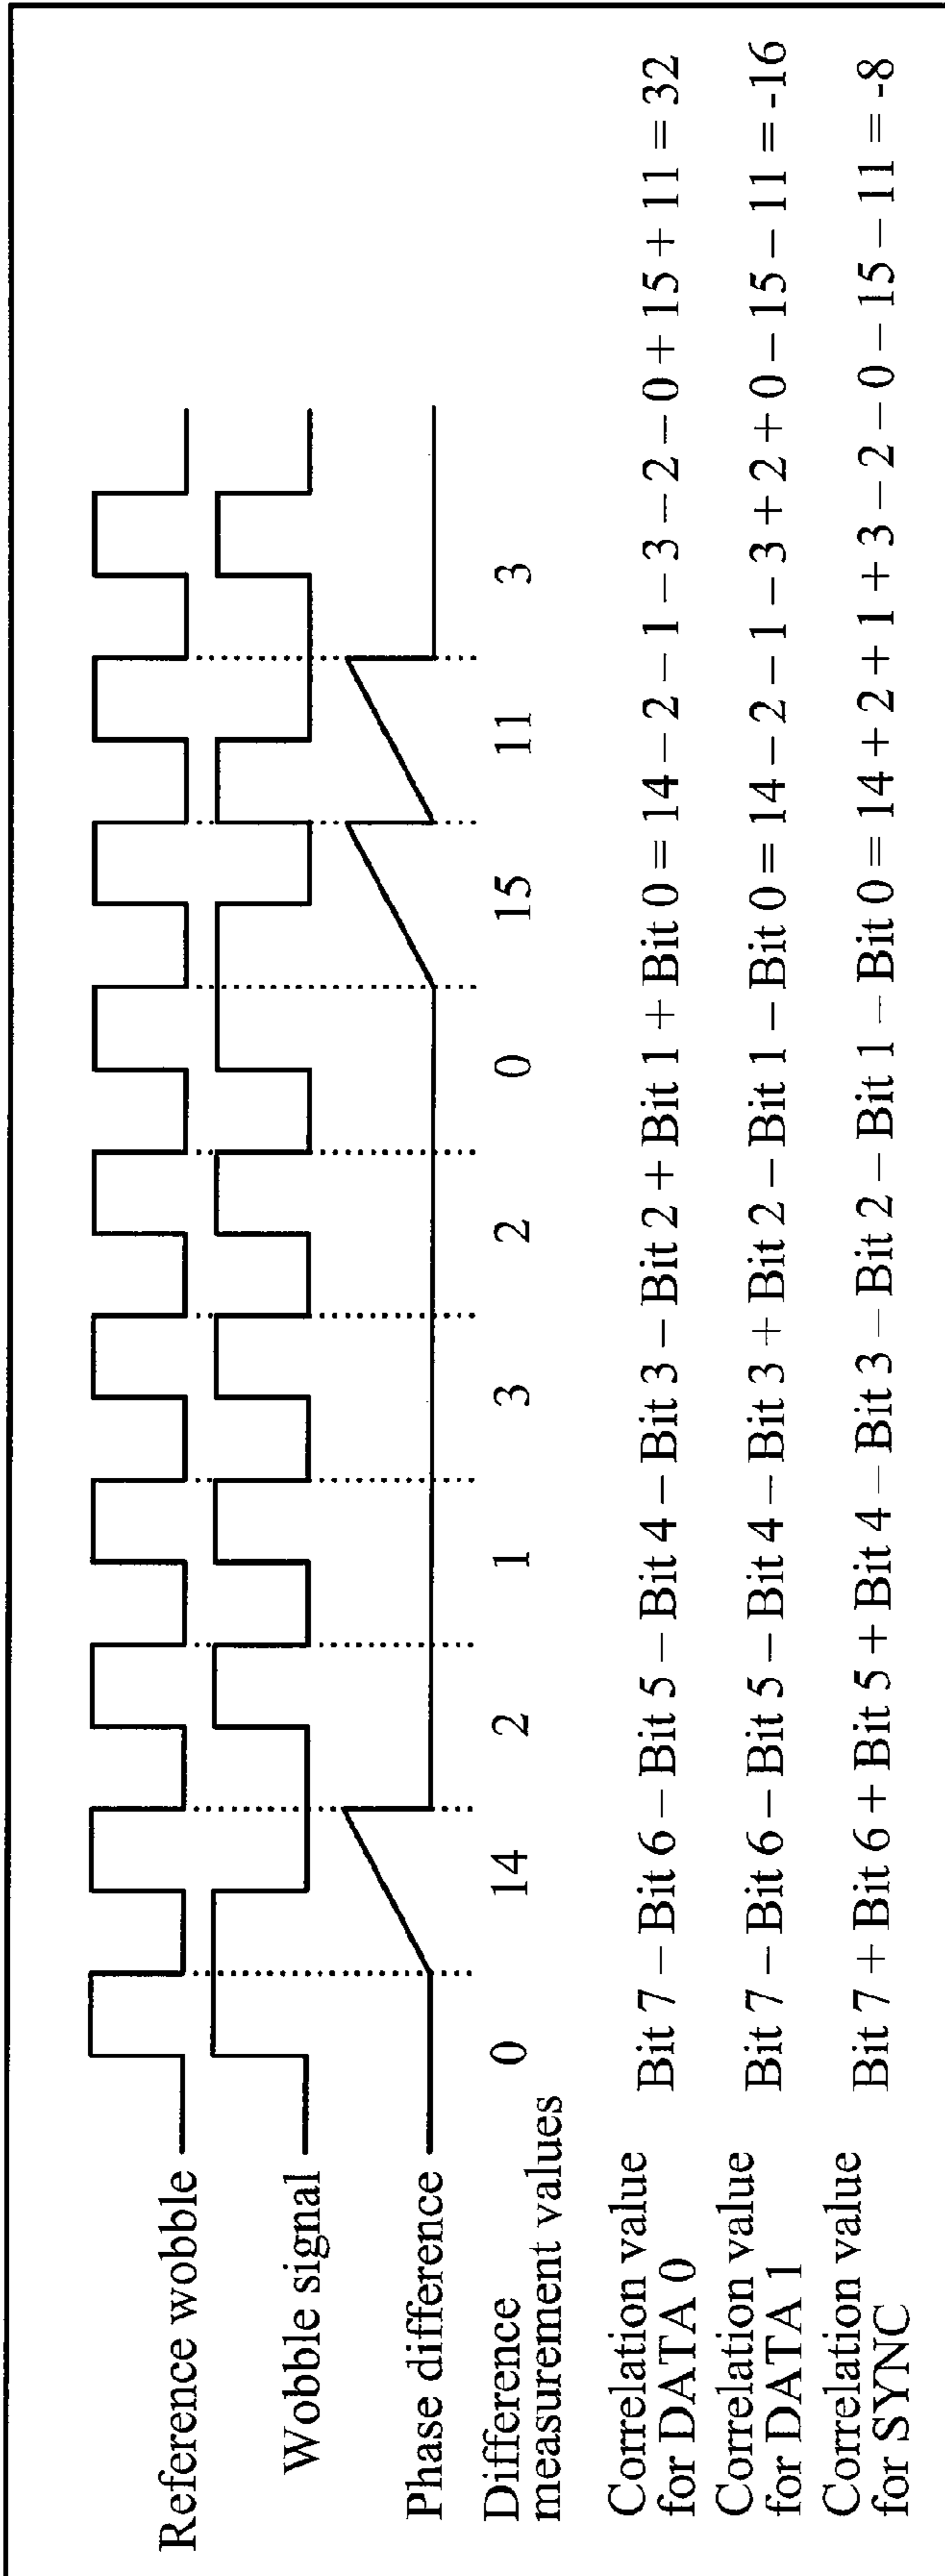 Reference wobble
Wobble signal
Phase difference
Difference
measurement values
0 14 2 1 3 2 0 15 11 3
Correlation value
for DATA 0
Bit 7 − Bit 6 − Bit 5 − Bit 4 − Bit 3 − Bit 2 + Bit 1 + Bit 0 = 14 − 2 − 1 − 3 − 2 − 0 + 15 + 11 = 32
Correlation value
for DATA 1
Bit 7 − Bit 6 − Bit 5 − Bit 4 − Bit 3 + Bit 2 − Bit 1 − Bit 0 = 14 − 2 − 1 − 3 + 2 + 0 − 15 − 11 = -16
Correlation value
for SYNC
Bit 7 + Bit 6 + Bit 5 + Bit 4 − Bit 3 − Bit 2 − Bit 1 − Bit 0 = 14 + 2 + 1 + 3 − 2 − 0 − 15 − 11 = -8